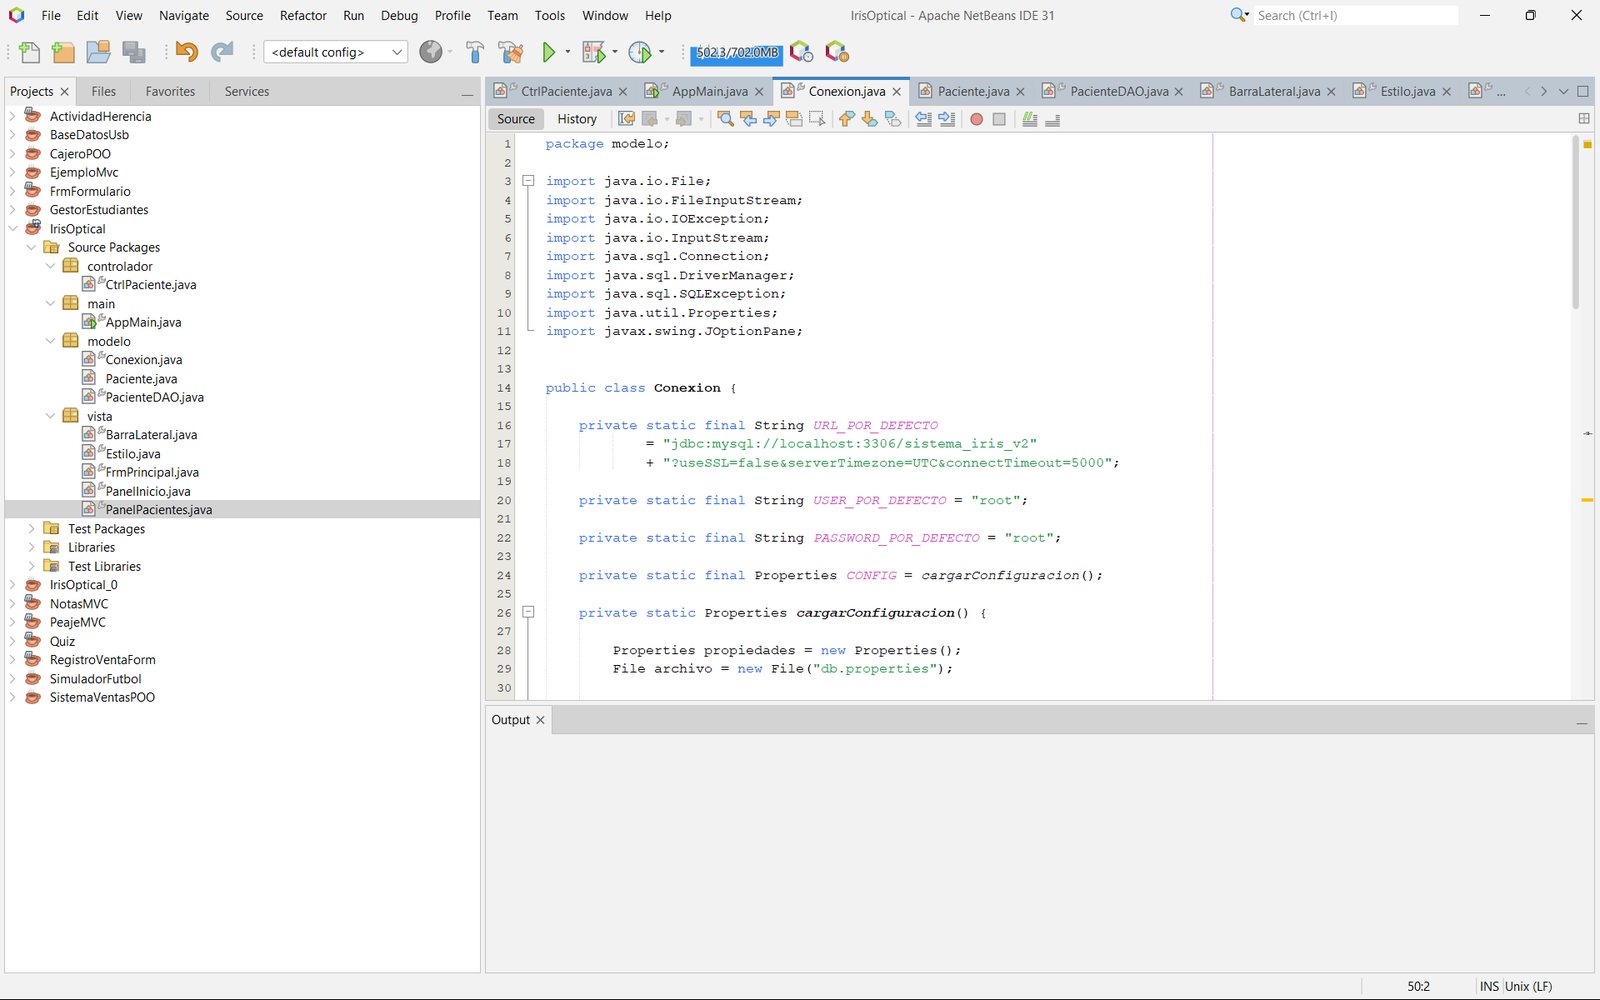 File Edit View Navigate Source Refactor Run Debug Profile Team Tools Window Help
IrisOptical - Apache NetBeans IDE 31
Search (Ctrl+I)
<default config>
502.3/702.0MB
Projects Files Favorites Services
ActividadHerencia
BaseDatosUsb
CajeroPOO
EjemploMvc
FrmFormulario
GestorEstudiantes
IrisOptical
Source Packages
controlador
CtrlPaciente.java
main
AppMain.java
modelo
Conexion.java
Paciente.java
PacienteDAO.java
vista
BarraLateral.java
Estilo.java
FrmPrincipal.java
PanelInicio.java
PanelPacientes.java
Test Packages
Libraries
Test Libraries
IrisOptical_0
NotasMVC
PeajeMVC
Quiz
RegistroVentaForm
SimuladorFutbol
SistemaVentasPOO
CtrlPaciente.java AppMain.java Conexion.java Paciente.java PacienteDAO.java BarraLateral.java Estilo.java ...
Source History
1 package modelo;
2
3 import java.io.File;
4 import java.io.FileInputStream;
5 import java.io.IOException;
6 import java.io.InputStream;
7 import java.sql.Connection;
8 import java.sql.DriverManager;
9 import java.sql.SQLException;
10 import java.util.Properties;
11 import javax.swing.JOptionPane;
12
13
14 public class Conexion {
15
16 private static final String URL_POR_DEFECTO
17 = "jdbc:mysql://localhost:3306/sistema_iris_v2"
18 + "?useSSL=false&serverTimezone=UTC&connectTimeout=5000";
19
20 private static final String USER_POR_DEFECTO = "root";
21
22 private static final String PASSWORD_POR_DEFECTO = "root";
23
24 private static final Properties CONFIG = cargarConfiguracion();
25
26 private static Properties cargarConfiguracion() {
27
28 Properties propiedades = new Properties();
29 File archivo = new File("db.properties");
30
Output
50:2 INS Unix (LF)